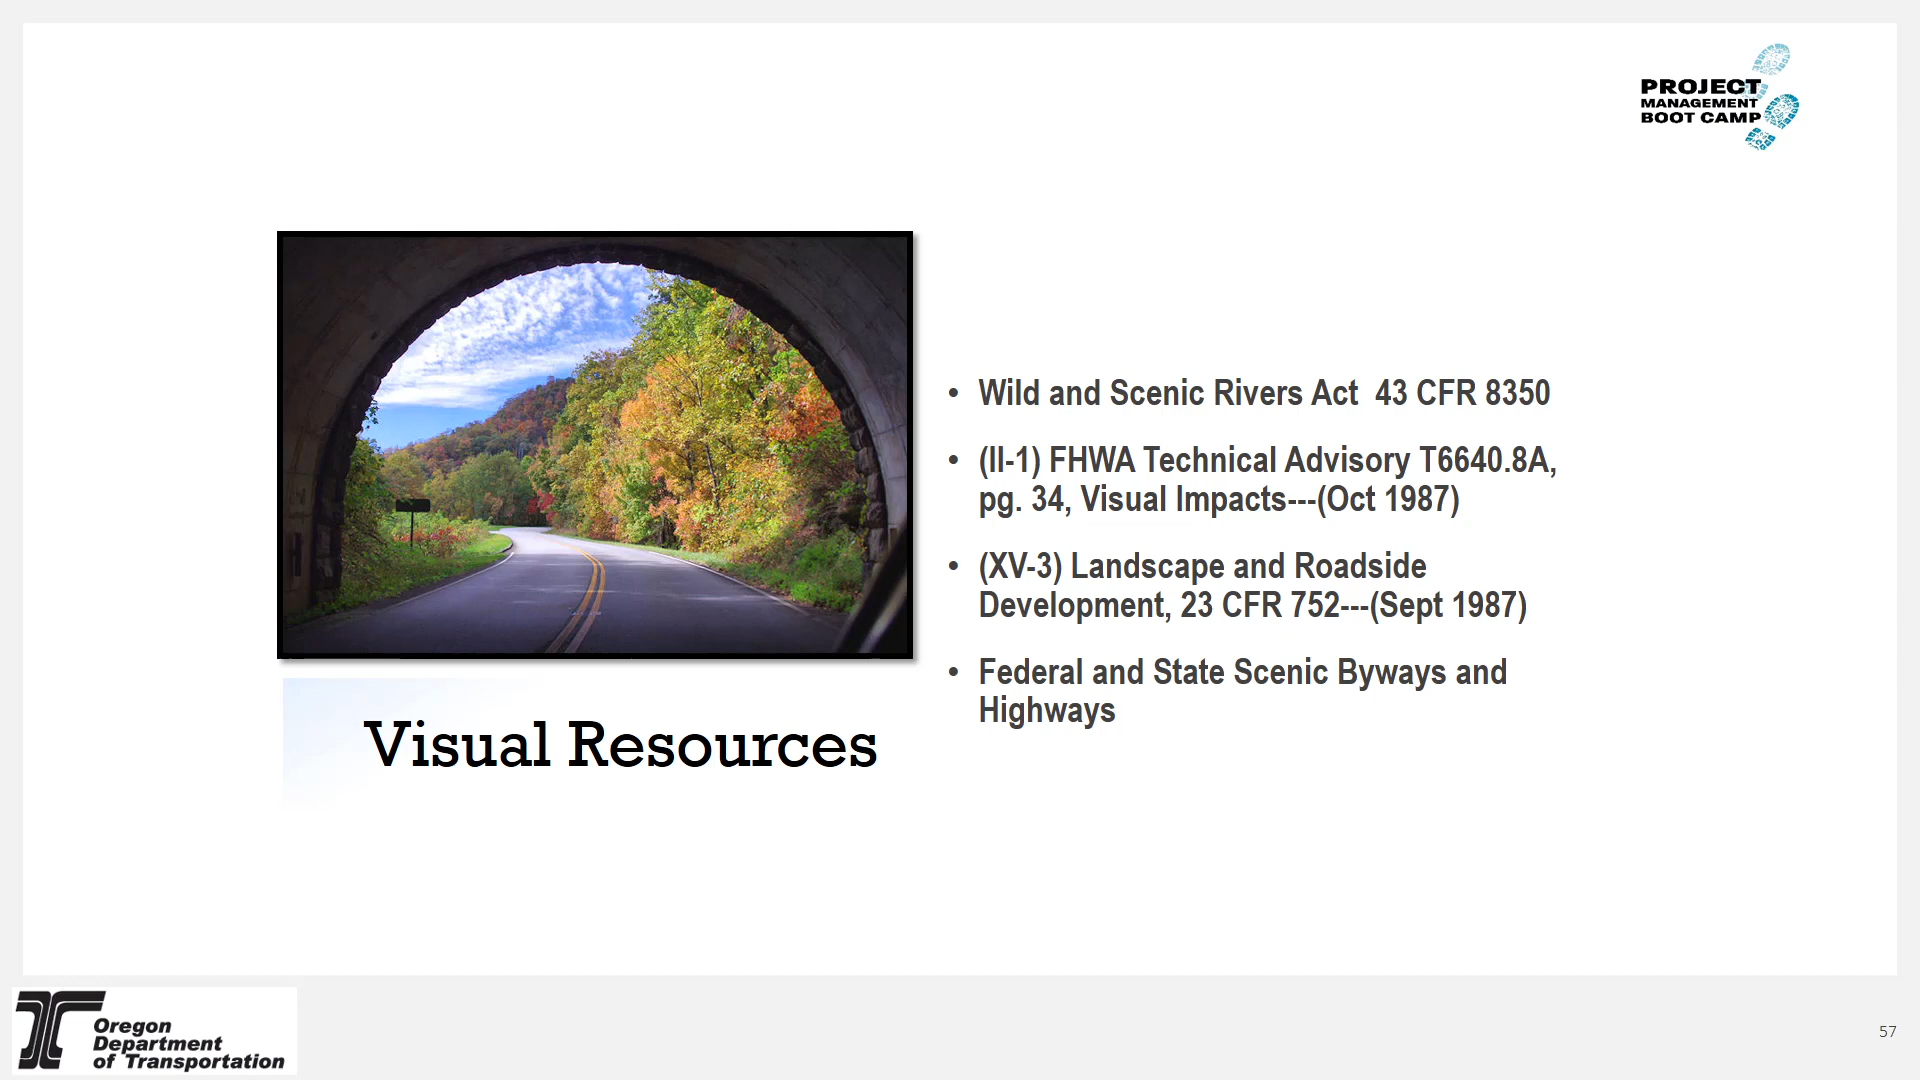 PROJECT
MANAGEMENT
BOOT CAMP
• Wild and Scenic Rivers Act  43 CFR 8350
• (II-1) FHWA Technical Advisory T6640.8A,
pg. 34, Visual Impacts---(Oct 1987)
• (XV-3) Landscape and Roadside
Development, 23 CFR 752---(Sept 1987)
• Federal and State Scenic Byways and
Highways
Visual Resources
Oregon
Department
of Transportation
57